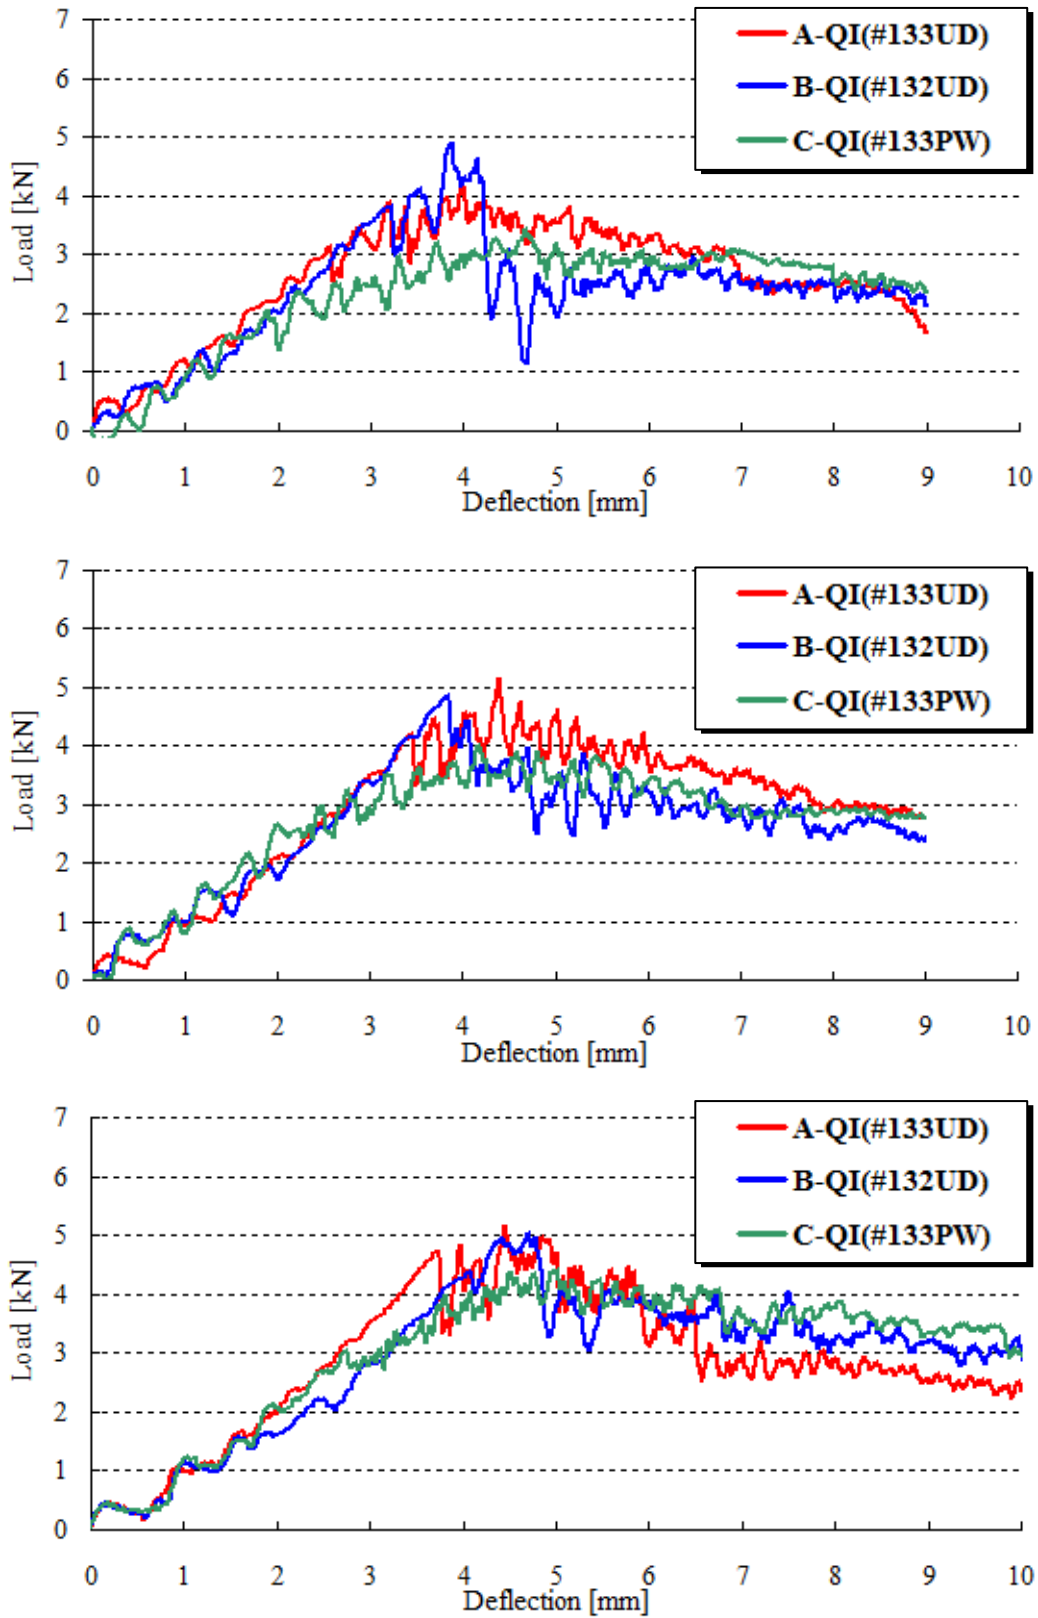 7
6
5
4
3
2
1
0
Load [kN]
A-QI(#133UD)
B-QI(#132UD)
C-QI(#133PW)
0 1 2 3 4 5 6 7 8 9 10
Deflection [mm]
7
6
5
4
3
2
1
0
Load [kN]
A-QI(#133UD)
B-QI(#132UD)
C-QI(#133PW)
0 1 2 3 4 5 6 7 8 9 10
Deflection [mm]
7
6
5
4
3
2
1
0
Load [kN]
A-QI(#133UD)
B-QI(#132UD)
C-QI(#133PW)
0 1 2 3 4 5 6 7 8 9 10
Deflection [mm]